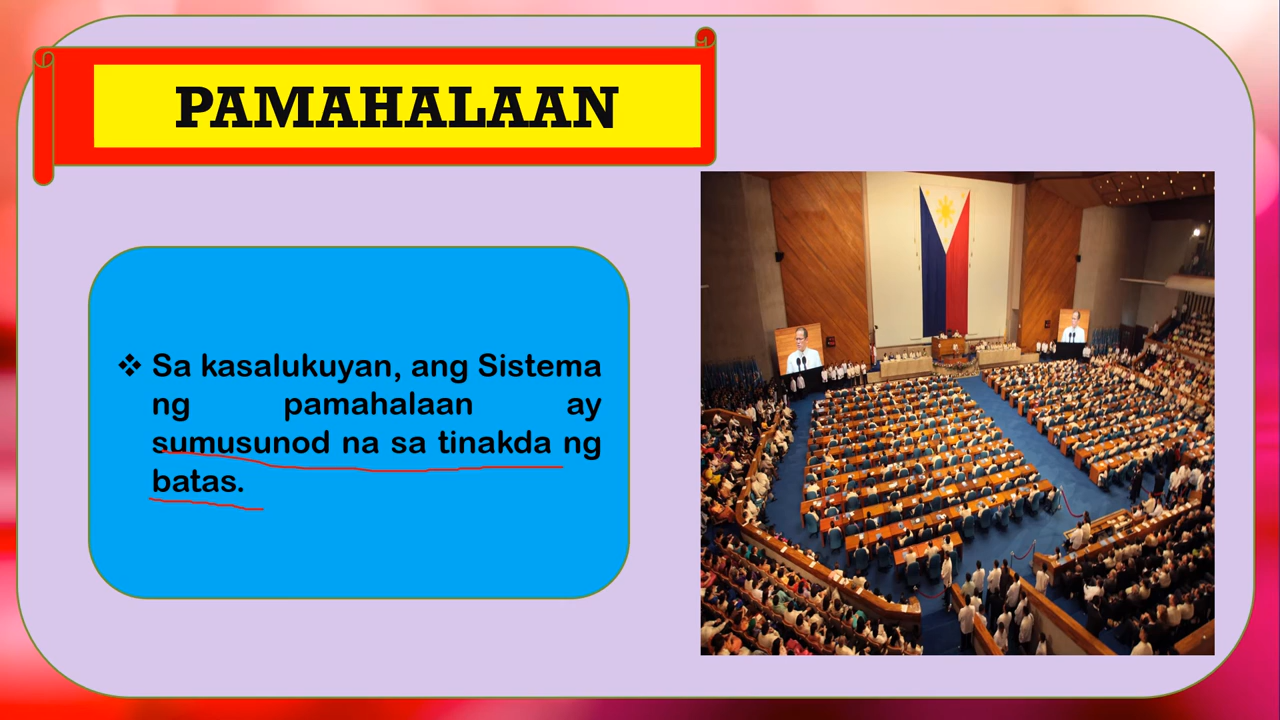 PAMAHALAAN
❖ Sa kasalukuyan, ang Sistema
ng pamahalaan ay
sumusunod na sa tinakda ng
batas.